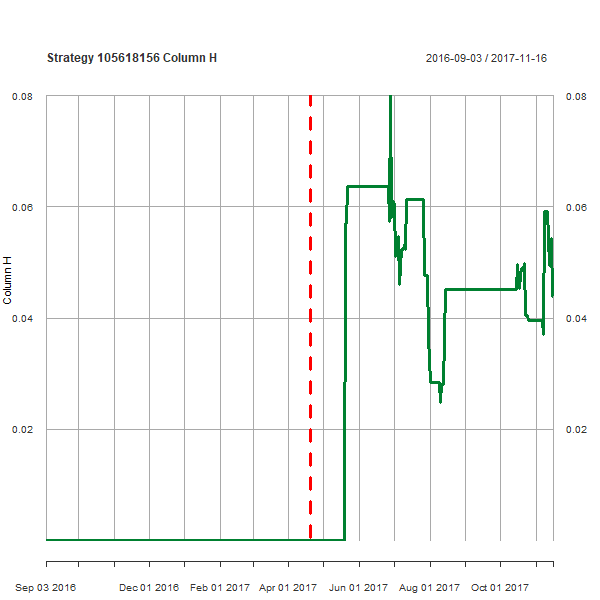 Strategy 105618156 Column H 2016-09-03 / 2017-11-16
0.08 0.08
0.06 0.06
Column H
0.04 0.04
0.02 0.02
Sep 03 2016 Dec 01 2016 Feb 01 2017 Apr 01 2017 Jun 01 2017 Aug 01 2017 Oct 01 2017